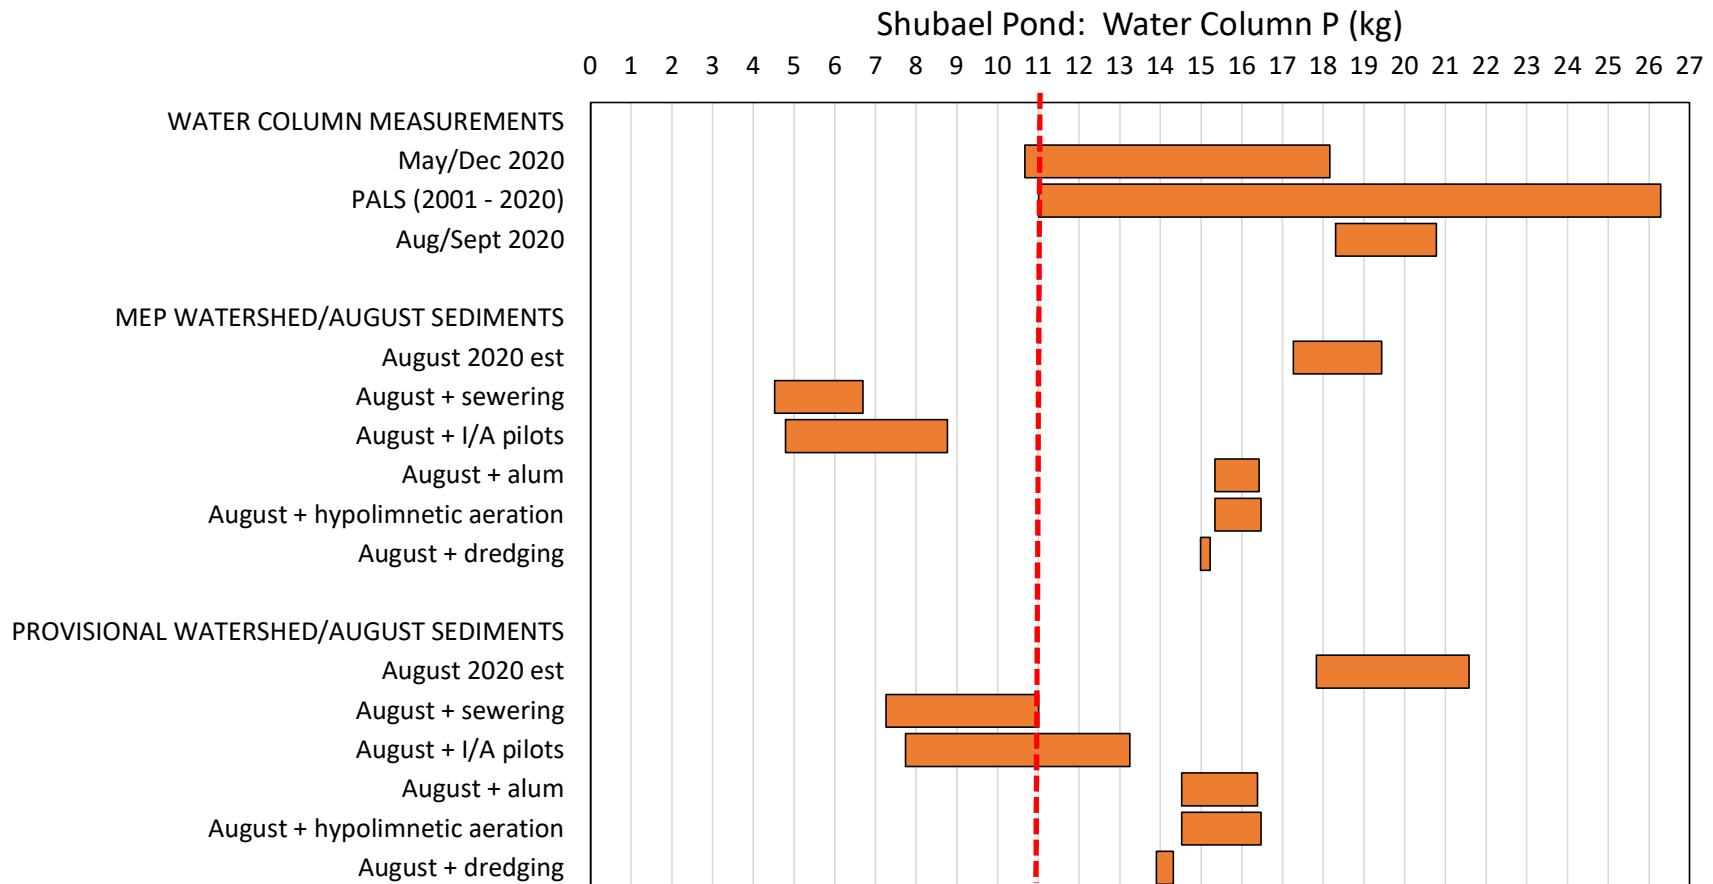 Shubael Pond: Water Column P (kg)
0 1 2 3 4 5 6 7 8 9 10 11 12 13 14 15 16 17 18 19 20 21 22 23 24 25 26 27
WATER COLUMN MEASUREMENTS
May/Dec 2020
PALS (2001 - 2020)
Aug/Sept 2020
MEP WATERSHED/AUGUST SEDIMENTS
August 2020 est
August + sewering
August + I/A pilots
August + alum
August + hypolimnetic aeration
August + dredging
PROVISIONAL WATERSHED/AUGUST SEDIMENTS
August 2020 est
August + sewering
August + I/A pilots
August + alum
August + hypolimnetic aeration
August + dredging